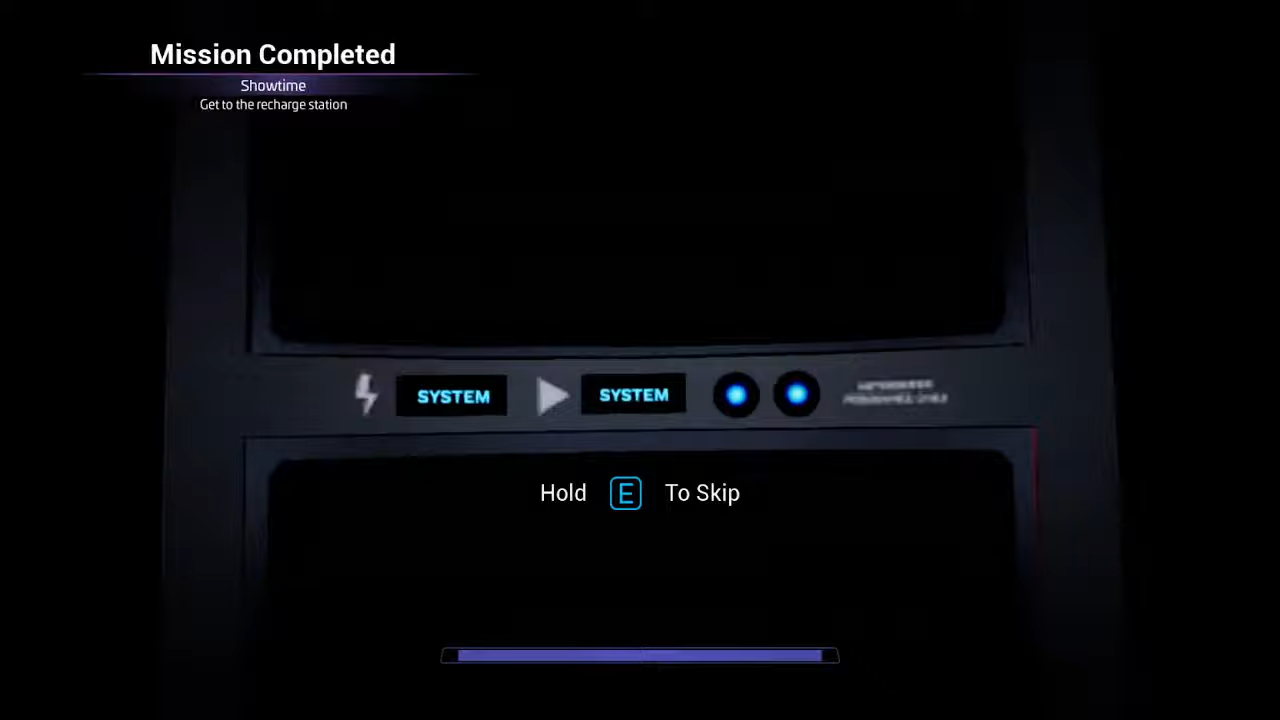 Mission Completed
Showtime
Get to the recharge station
SYSTEM SYSTEM
Hold E To Skip